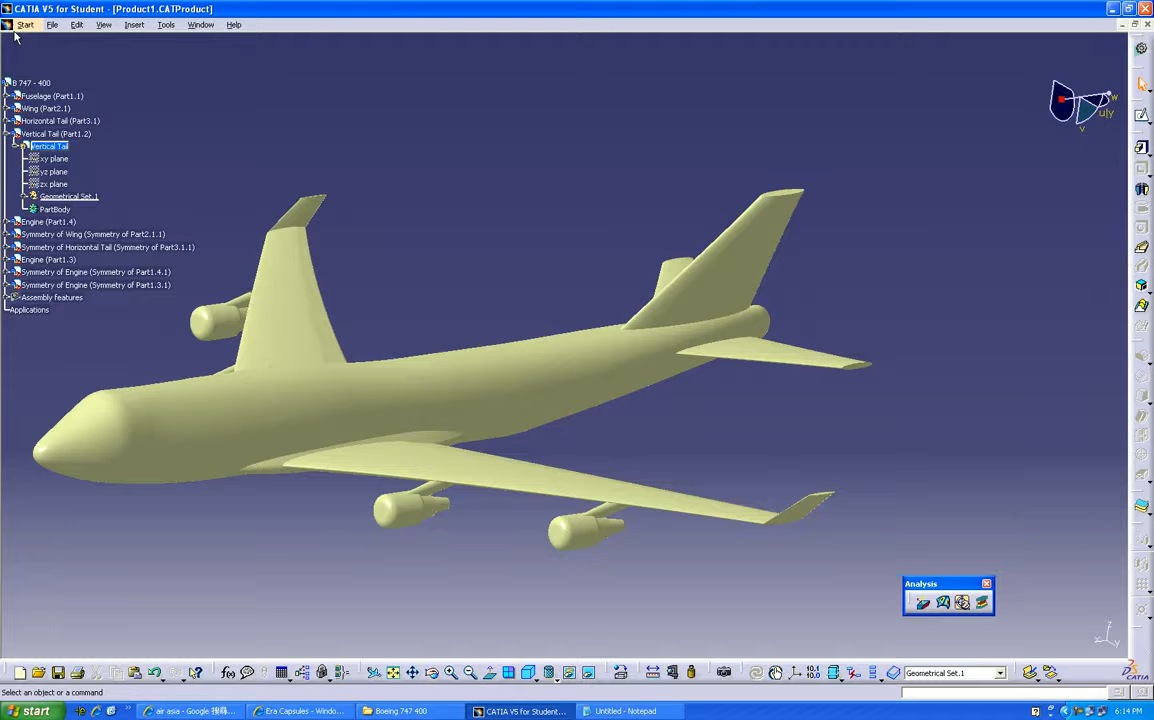 CATIA V5 for Student - [Product1.CATProduct]
Start File Edit View Insert Tools Window Help
B 747 - 400
Fuselage (Part1.1)
Wing (Part2.1)
Horizontal Tail (Part3.1)
Vertical Tail (Part1.2)
Vertical Tail
xy plane
yz plane
zx plane
Geometrical Set.1
PartBody
Engine (Part1.4)
Symmetry of Wing (Symmetry of Part2.1.1)
Symmetry of Horizontal Tail (Symmetry of Part3.1.1)
Engine (Part1.3)
Symmetry of Engine (Symmetry of Part1.4.1)
Symmetry of Engine (Symmetry of Part1.3.1)
Assembly features
Applications
w
u|y
v
Analysis
z
x y
f(x)
10.1
10,0
Geometrical Set.1
CATIA
Select an object or a command
start
air asia - Google
Era Capsules - Windo...
Boeing 747 400
CATIA V5 for Student...
Untitled - Notepad
6:14 PM